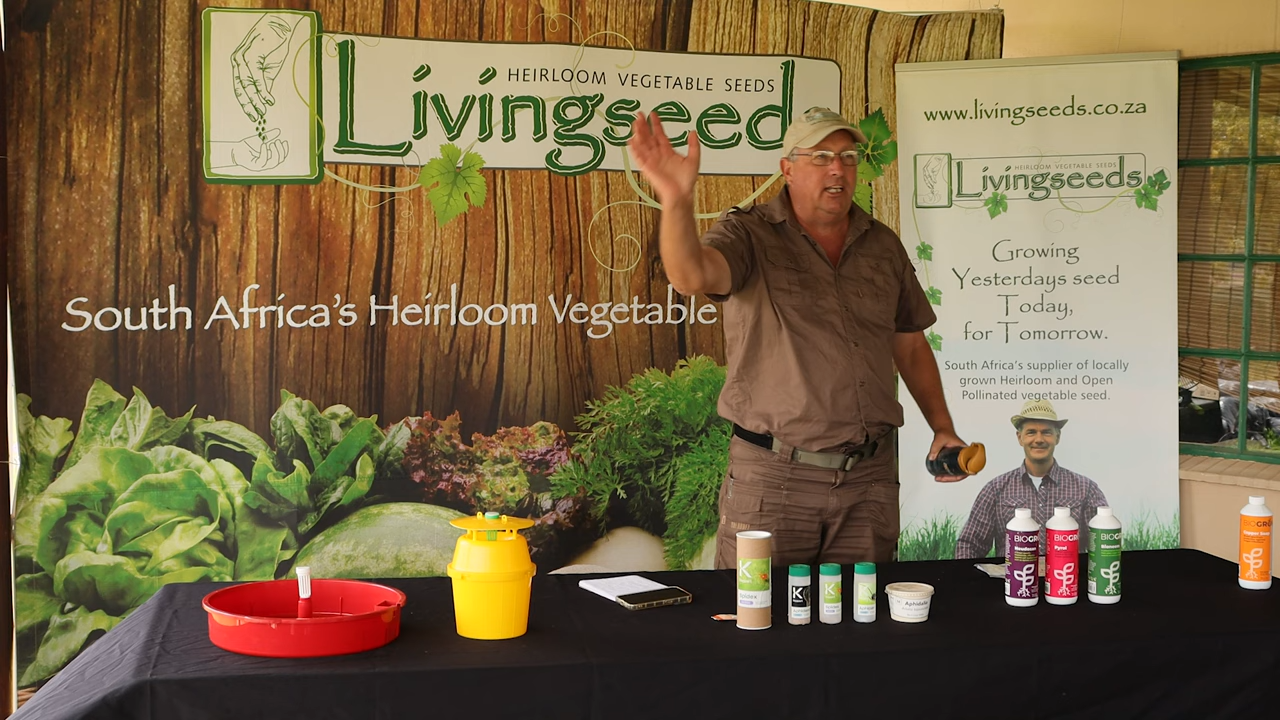 HEIRLOOM VEGETABLE SEEDS
Livingseed
South Africa's Heirloom Vegetable
www.livingseeds.co.za
HEIRLOOM VEGETABLE SEEDS
Livingseeds
Growing
Yesterdays seed
Today,
for Tomorrow.
South Africa's supplier of locally
grown Heirloom and Open
Pollinated vegetable seed.
K
K
K
BIOGRO
Pyrol
BIOGRO
BIOGRO